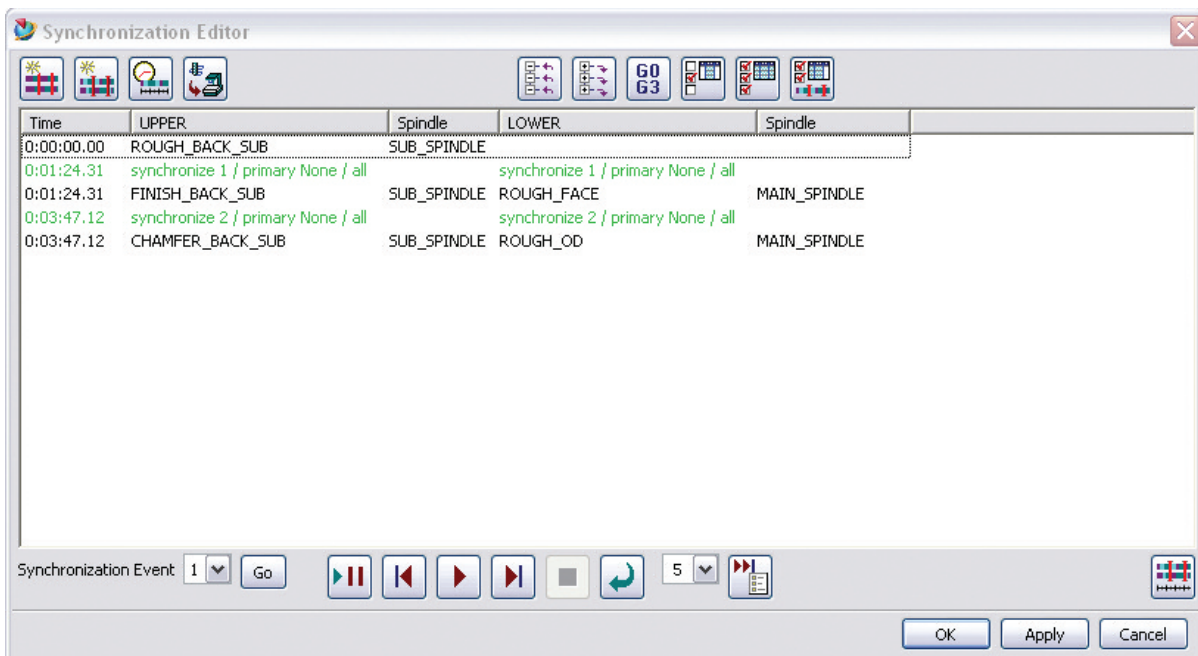 Synchronization Editor
G0
G3
Time UPPER Spindle LOWER Spindle
0:00:00.00 ROUGH_BACK_SUB SUB_SPINDLE
0:01:24.31 synchronize 1 / primary None / all synchronize 1 / primary None / all
0:01:24.31 FINISH_BACK_SUB SUB_SPINDLE ROUGH_FACE MAIN_SPINDLE
0:03:47.12 synchronize 2 / primary None / all synchronize 2 / primary None / all
0:03:47.12 CHAMFER_BACK_SUB SUB_SPINDLE ROUGH_OD MAIN_SPINDLE
Synchronization Event 1 Go 5
OK Apply Cancel